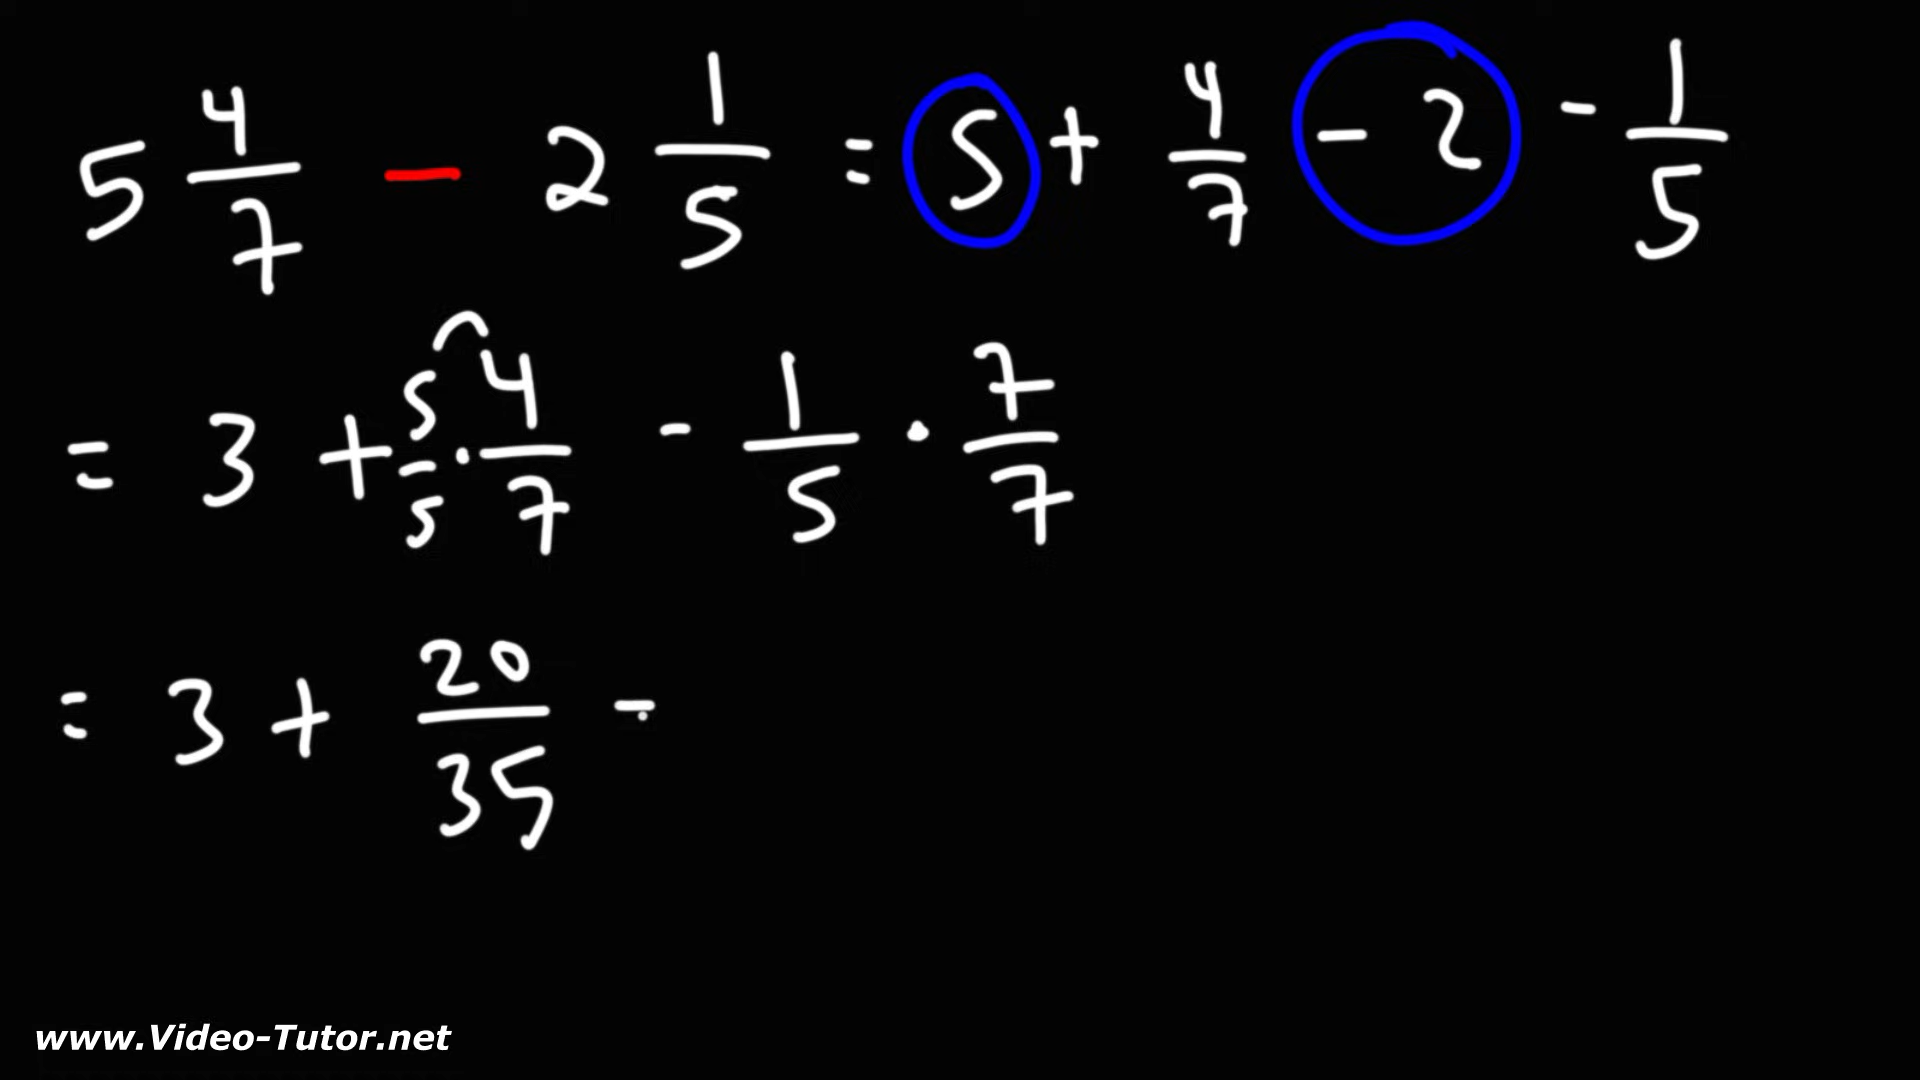 5 4/7 - 2 1/5 = 5 + 4/7 - 2 - 1/5
= 3 + 5/5 · 4/7 - 1/5 · 7/7
= 3 + 20/35 -
www.Video-Tutor.net